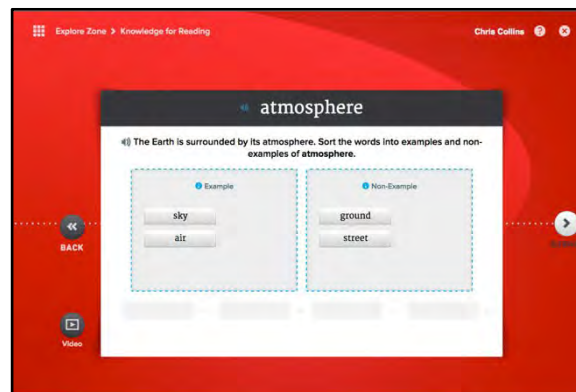 Explore Zone > Knowledge for Reading
Chris Collins ?
atmosphere
The Earth is surrounded by its atmosphere. Sort the words into examples and non-
examples of atmosphere.
Example
Non-Example
sky
air
ground
street
BACK
Video